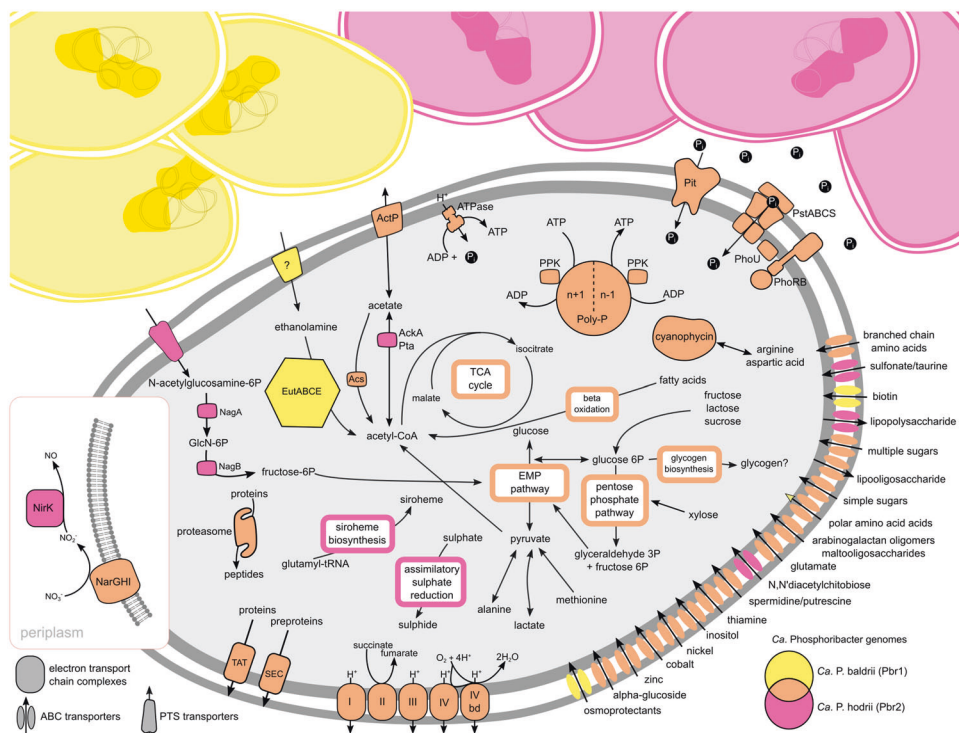 Pi
Pi
Pi
Pi
Pi
Pi
Pi
Pi
Pi
Pit
PstABCS
PhoU
PhoRB
H+
ATPase
ATP
ADP +
Pi
ActP
?
ATP
ATP
PPK
PPK
n+1
n-1
Poly-P
ADP
ADP
acetate
ethanolamine
AckA
Pta
Acs
EutABCE
isocitrate
TCA
cycle
malate
acetyl-CoA
cyanophycin
arginine
aspartic acid
beta
oxidation
fatty acids
fructose
lactose
sucrose
glucose
glucose 6P
glycogen
biosynthesis
glycogen?
EMP
pathway
pentose
phosphate
pathway
xylose
glyceraldehyde 3P
+ fructose 6P
pyruvate
alanine
lactate
methionine
N-acetylglucosamine-6P
NagA
GlcN-6P
NagB
fructose-6P
proteins
proteasome
peptides
siroheme
siroheme
biosynthesis
glutamyl-tRNA
sulphate
assimilatory
sulphate
reduction
sulphide
NO
NirK
NO2-
NarGHI
NO3-
periplasm
proteins
preproteins
TAT
SEC
succinate
fumarate
O2 + 4H+
2H2O
H+
H+
H+
H+
I
II
III
IV
IV
bd
branched chain
amino acids
sulfonate/taurine
biotin
lipopolysaccharide
multiple sugars
lipooligosaccharide
simple sugars
polar amino acid acids
arabinogalactan oligomers
maltooligosaccharides
glutamate
N,N'diacetylchitobiose
spermidine/putrescine
thiamine
inositol
nickel
cobalt
zinc
alpha-glucoside
osmoprotectants
electron transport
chain complexes
ABC transporters
PTS transporters
Ca. Phosphoribacter genomes
Ca. P. baldrii (Pbr1)
Ca. P. hodrii (Pbr2)